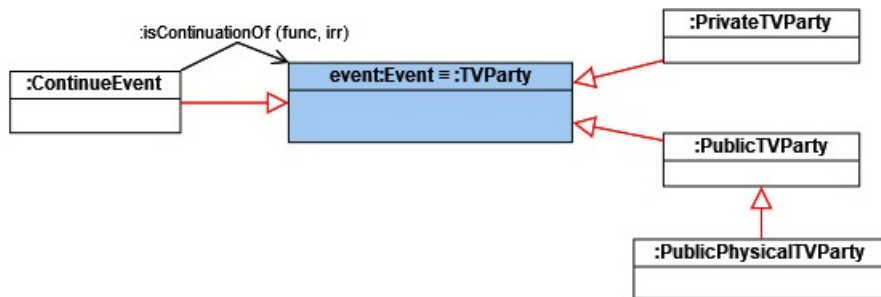 :isContinuationOf (func, irr)
:ContinueEvent
event:Event ≡ :TVParty
:PrivateTVParty
:PublicTVParty
:PublicPhysicalTVParty